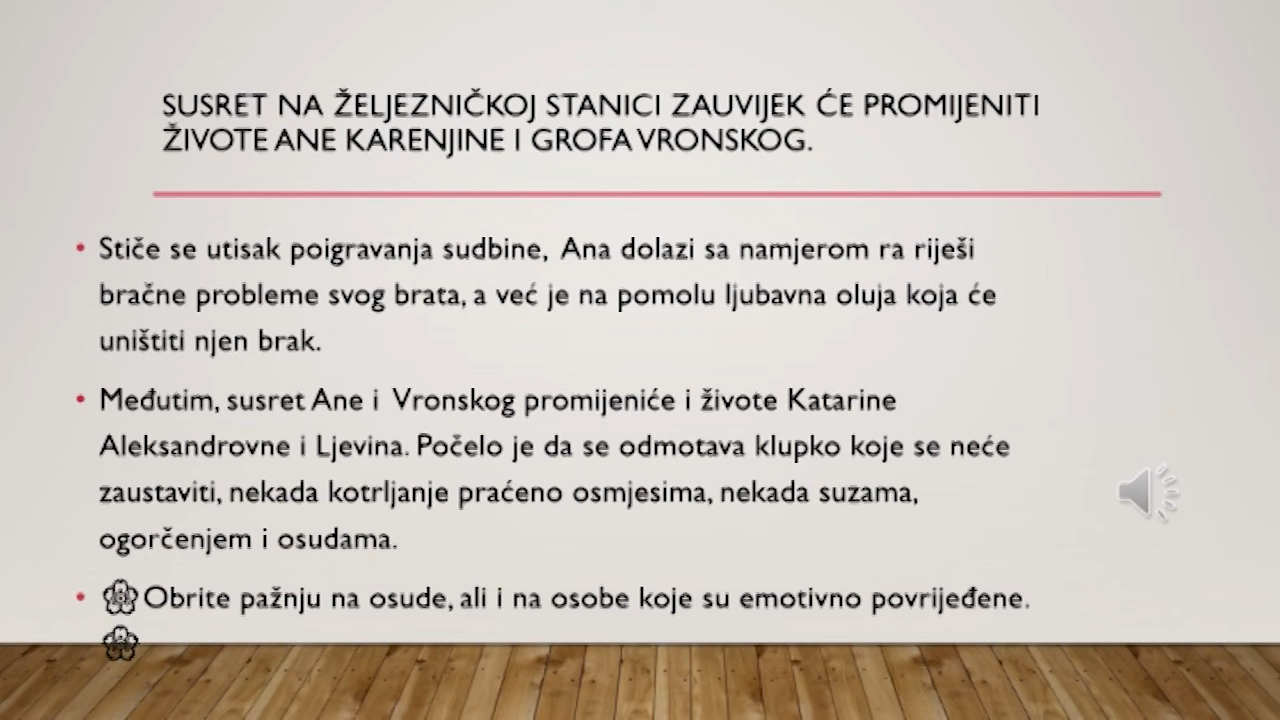 SUSRET NA ŽELJEZNIČKOJ STANICI ZAUVIJEK ĆE PROMIJENITI
ŽIVOTE ANE KARENJINE I GROFA VRONSKOG.
• Stiče se utisak poigravanja sudbine, Ana dolazi sa namjerom ra riješi
bračne probleme svog brata, a već je na pomolu ljubavna oluja koja će
uništiti njen brak.
• Međutim, susret Ane i Vronskog promijeniće i živote Katarine
Aleksandrovne i Ljevina. Počelo je da se odmotava klupko koje se neće
zaustaviti, nekada kotrljanje praćeno osmjesima, nekada suzama,
ogorčenjem i osudama.
• Obrite pažnju na osude, ali i na osobe koje su emotivno povrijeđene.